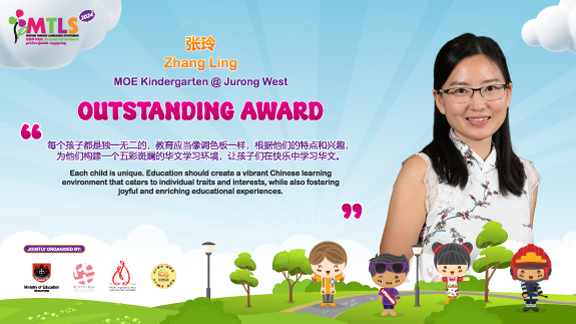 MTLS
2024
张玲
Zhang Ling
MOE Kindergarten @ Jurong West
OUTSTANDING AWARD
“
每个孩子都是独一无二的，教育应当像调色板一样，根据他们的特点和兴趣，
为他们构建一个五彩斑斓的华文学习环境，让孩子们在快乐中学习华文。
Each child is unique. Education should create a vibrant Chinese learning
environment that caters to individual traits and interests, while also fostering
joyful and enriching educational experiences.
”
JOINTLY ORGANISED BY:
Ministry of Education
SINGAPORE